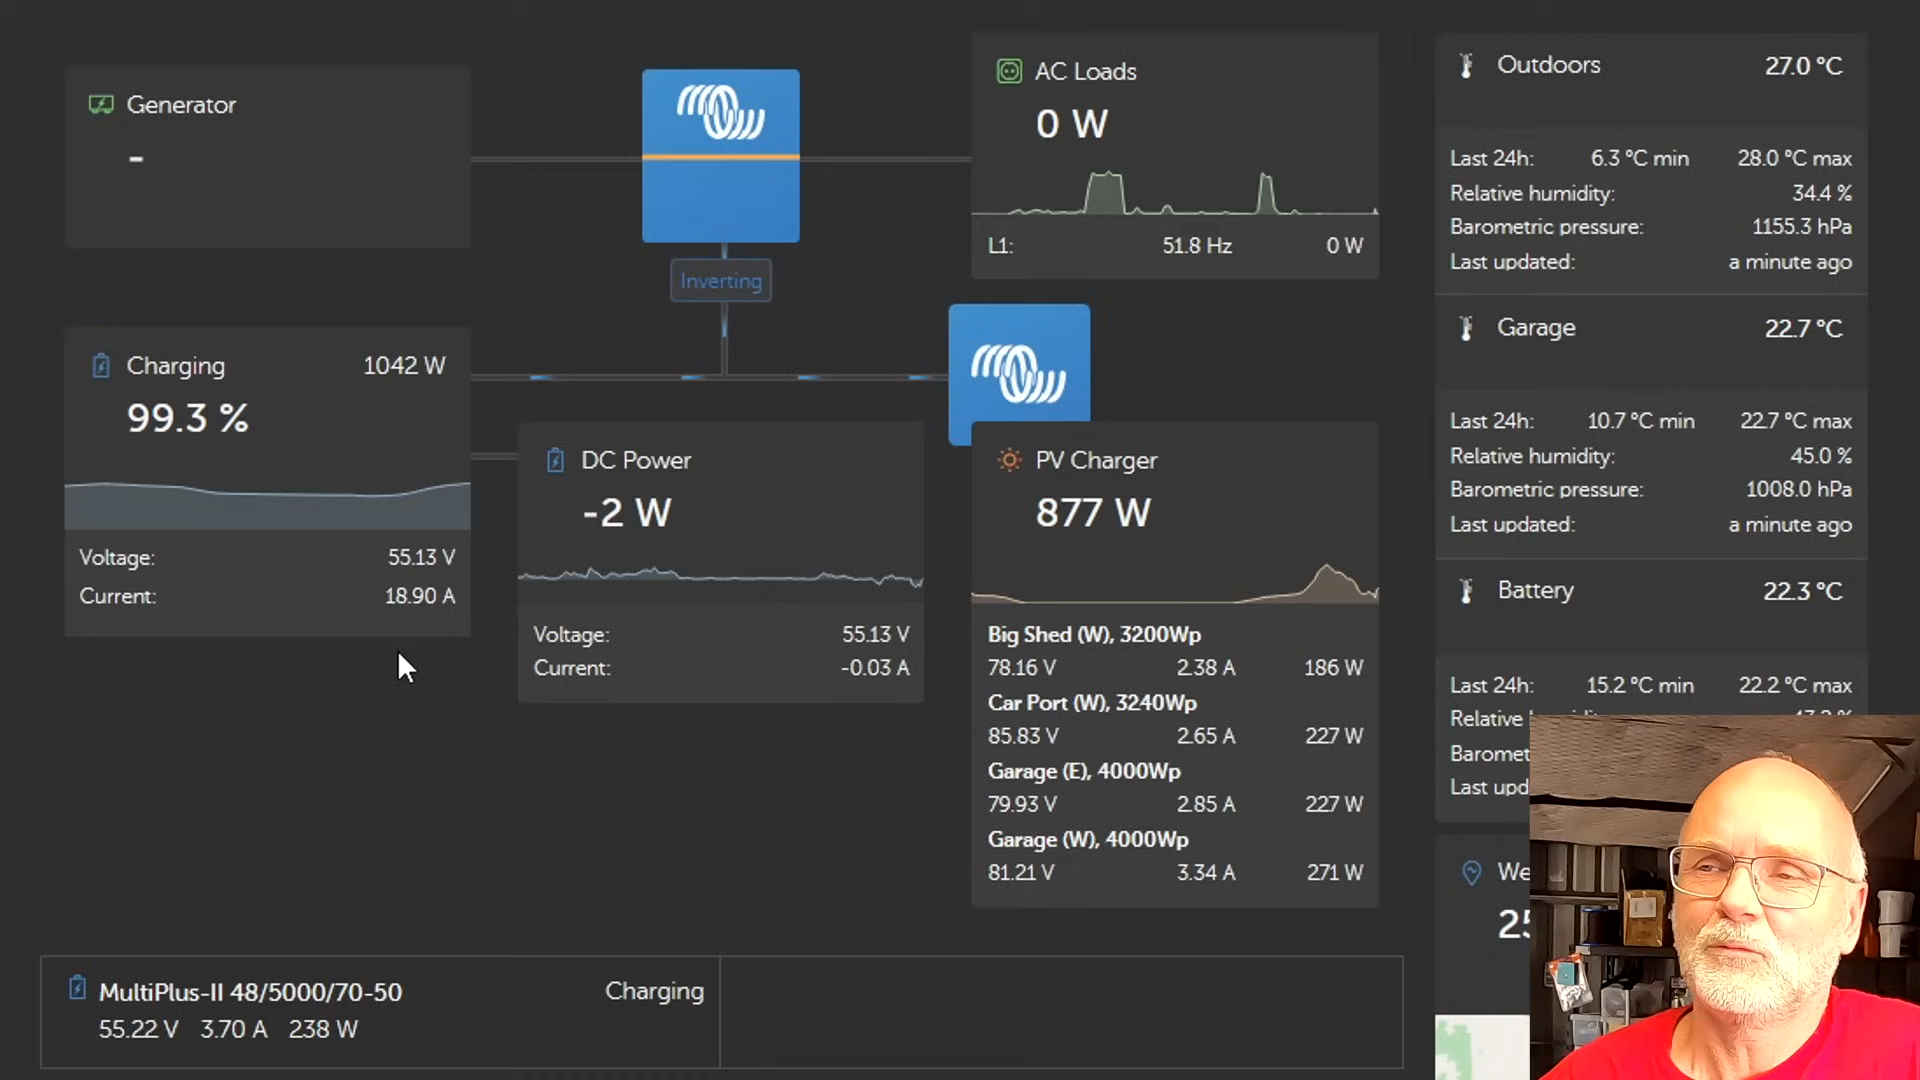 Generator
-
Inverting
AC Loads
0 W
L1: 51.8 Hz 0 W
Charging 1042 W
99.3 %
Voltage: 55.13 V
Current: 18.90 A
DC Power
-2 W
Voltage: 55.13 V
Current: -0.03 A
PV Charger
877 W
Big Shed (W), 3200Wp
78.16 V 2.38 A 186 W
Car Port (W), 3240Wp
85.83 V 2.65 A 227 W
Garage (E), 4000Wp
79.93 V 2.85 A 227 W
Garage (W), 4000Wp
81.21 V 3.34 A 271 W
MultiPlus-II 48/5000/70-50 Charging
55.22 V 3.70 A 238 W
Outdoors 27.0 °C
Last 24h: 6.3 °C min 28.0 °C max
Relative humidity: 34.4 %
Barometric pressure: 1155.3 hPa
Last updated: a minute ago
Garage 22.7 °C
Last 24h: 10.7 °C min 22.7 °C max
Relative humidity: 45.0 %
Barometric pressure: 1008.0 hPa
Last updated: a minute ago
Battery 22.3 °C
Last 24h: 15.2 °C min 22.2 °C max
Relative